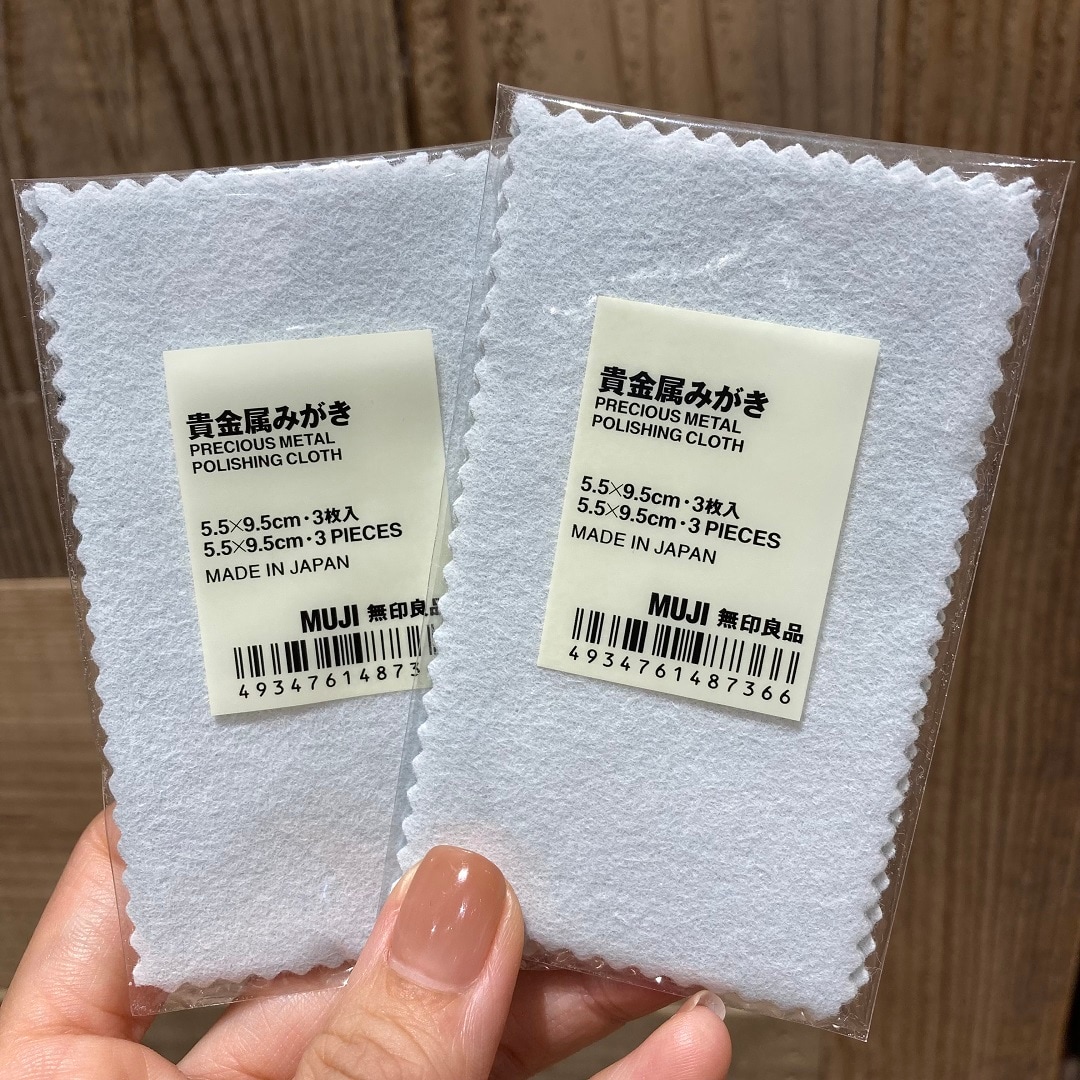 貴金属みがき
PRECIOUS METAL
POLISHING CLOTH
5.5×9.5cm・3枚入
5.5×9.5cm・3 PIECES
MADE IN JAPAN
MUJI 無印良品
49347614873
貴金属みがき
PRECIOUS METAL
POLISHING CLOTH
5.5×9.5cm・3枚入
5.5×9.5cm・3 PIECES
MADE IN JAPAN
MUJI 無印良品
4934761487366